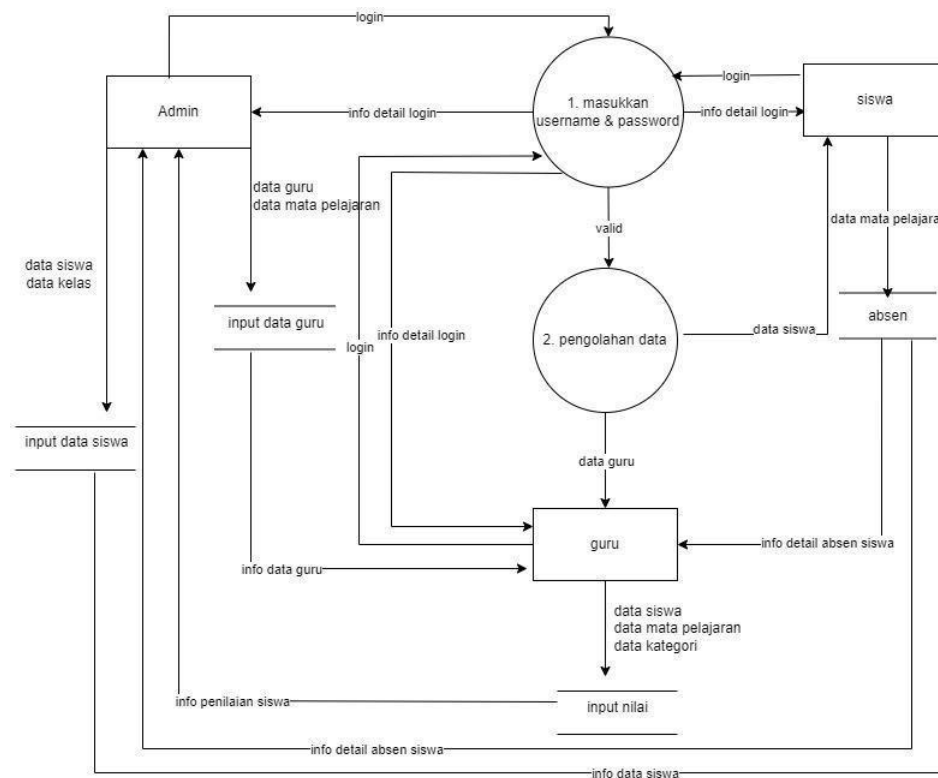 login
Admin
info detail login
1. masukkan
username & password
login
info detail login
siswa
data guru
data mata pelajaran
valid
data mata pelajara
data siswa
data kelas
input data guru
info detail login
login
2. pengolahan data
data siswa
absen
input data siswa
data guru
guru
info detail absen siswa
info data guru
data siswa
data mata pelajaran
data kategori
info penilaian siswa
input nilai
info detail absen siswa
info data siswa